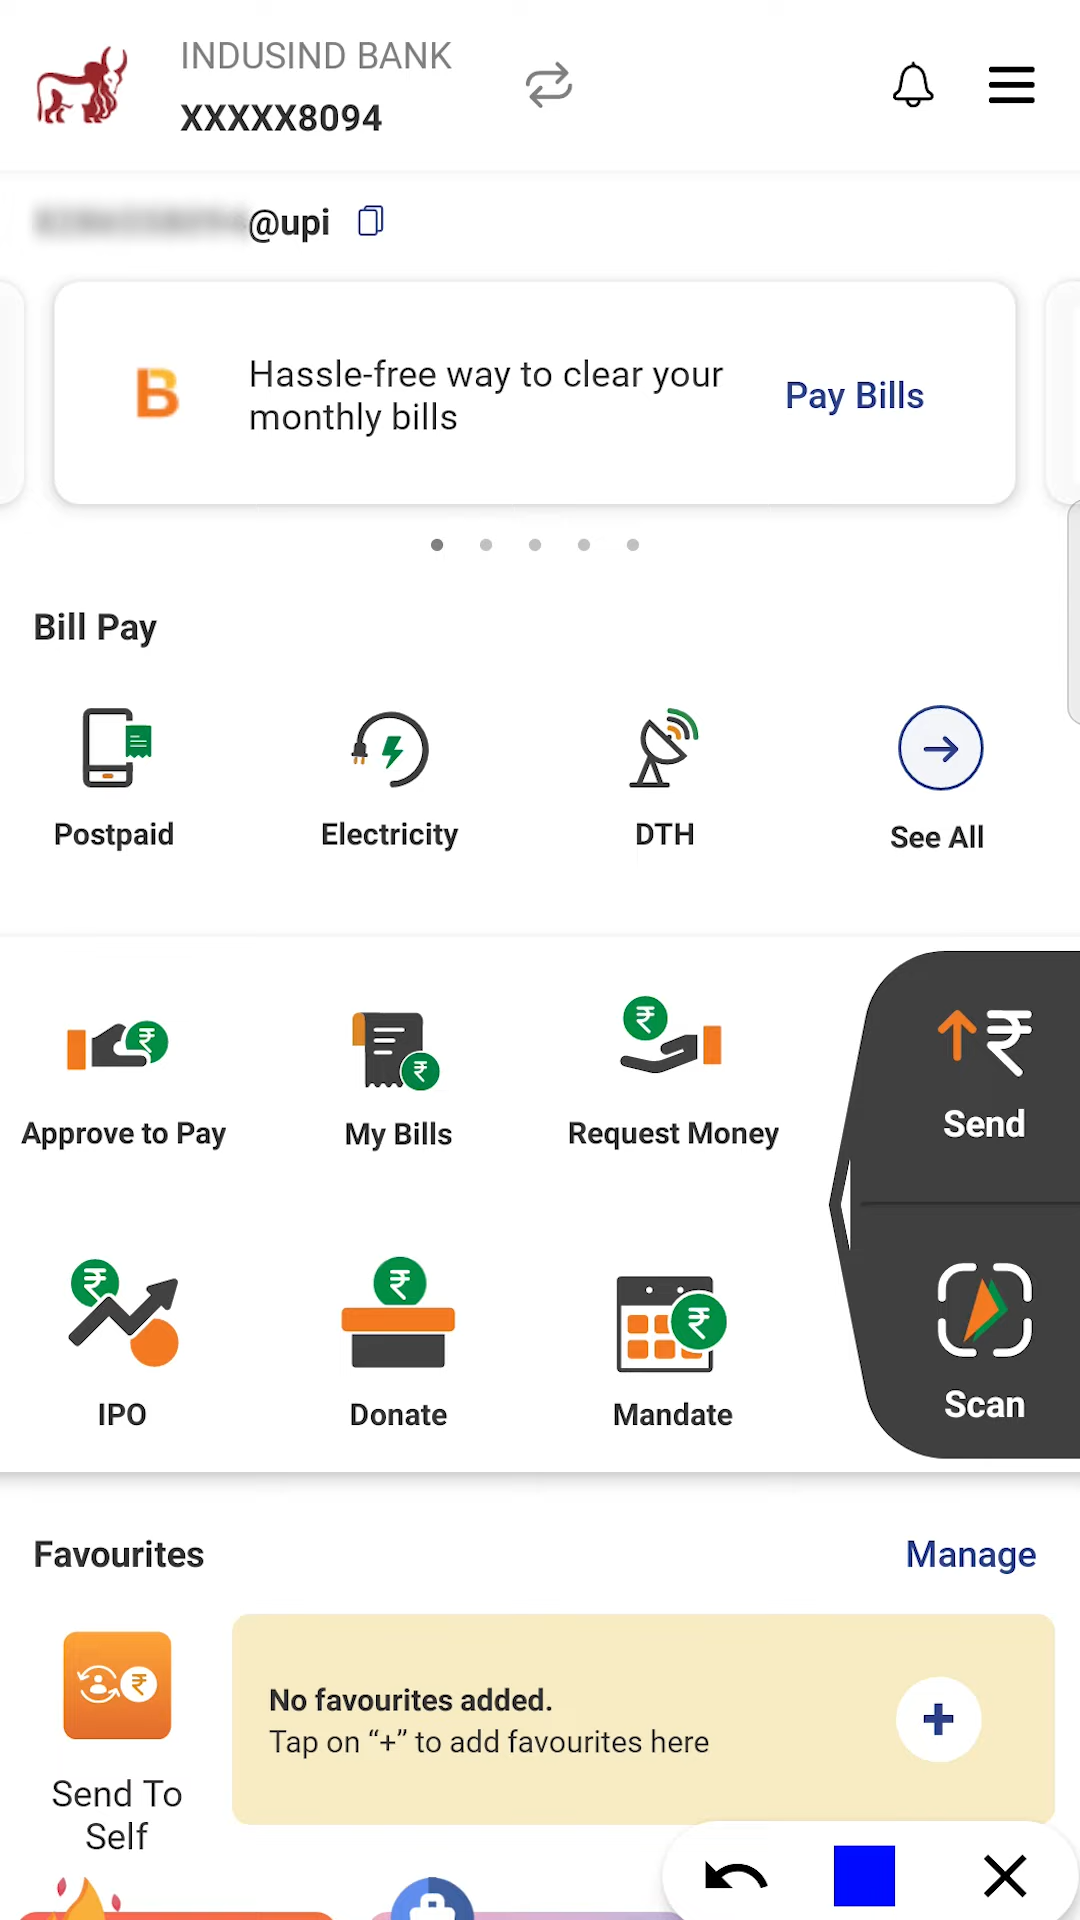 INDUSIND BANK
XXXXX8094
@upi
B
Hassle-free way to clear your
monthly bills
Pay Bills
Bill Pay
Postpaid
Electricity
DTH
See All
Approve to Pay
My Bills
Request Money
₹
Send
IPO
Donate
Mandate
Scan
Favourites
Manage
No favourites added.
Tap on “+” to add favourites here
Send To
Self